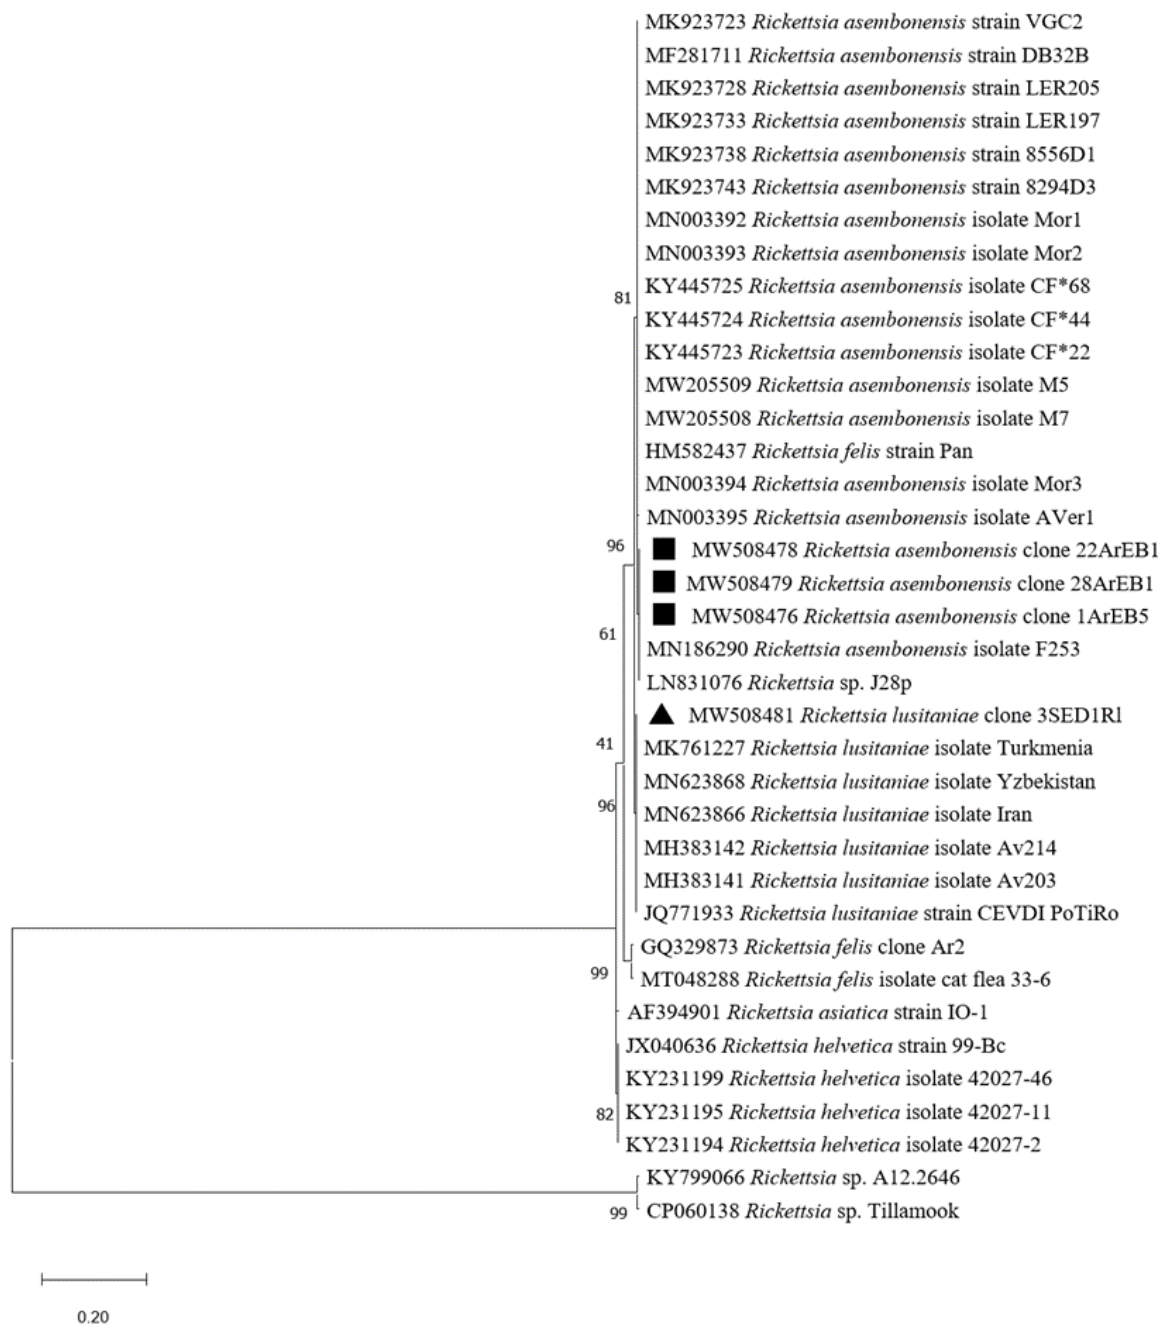 MK923723 Rickettsia asembonensis strain VGC2
MF281711 Rickettsia asembonensis strain DB32B
MK923728 Rickettsia asembonensis strain LER205
MK923733 Rickettsia asembonensis strain LER197
MK923738 Rickettsia asembonensis strain 8556D1
MK923743 Rickettsia asembonensis strain 8294D3
MN003392 Rickettsia asembonensis isolate Mor1
MN003393 Rickettsia asembonensis isolate Mor2
KY445725 Rickettsia asembonensis isolate CF*68
81
KY445724 Rickettsia asembonensis isolate CF*44
KY445723 Rickettsia asembonensis isolate CF*22
MW205509 Rickettsia asembonensis isolate M5
MW205508 Rickettsia asembonensis isolate M7
HM582437 Rickettsia felis strain Pan
MN003394 Rickettsia asembonensis isolate Mor3
MN003395 Rickettsia asembonensis isolate AVer1
96
MW508478 Rickettsia asembonensis clone 22ArEB1
MW508479 Rickettsia asembonensis clone 28ArEB1
MW508476 Rickettsia asembonensis clone 1ArEB5
61
MN186290 Rickettsia asembonensis isolate F253
LN831076 Rickettsia sp. J28p
MW508481 Rickettsia lusitaniae clone 3SED1Rl
41
MK761227 Rickettsia lusitaniae isolate Turkmenia
MN623868 Rickettsia lusitaniae isolate Yzbekistan
96
MN623866 Rickettsia lusitaniae isolate Iran
MH383142 Rickettsia lusitaniae isolate Av214
MH383141 Rickettsia lusitaniae isolate Av203
JQ771933 Rickettsia lusitaniae strain CEVDI PoTiRo
GQ329873 Rickettsia felis clone Ar2
99
MT048288 Rickettsia felis isolate cat flea 33-6
AF394901 Rickettsia asiatica strain IO-1
JX040636 Rickettsia helvetica strain 99-Bc
KY231199 Rickettsia helvetica isolate 42027-46
82
KY231195 Rickettsia helvetica isolate 42027-11
KY231194 Rickettsia helvetica isolate 42027-2
KY799066 Rickettsia sp. A12.2646
99
CP060138 Rickettsia sp. Tillamook
0.20